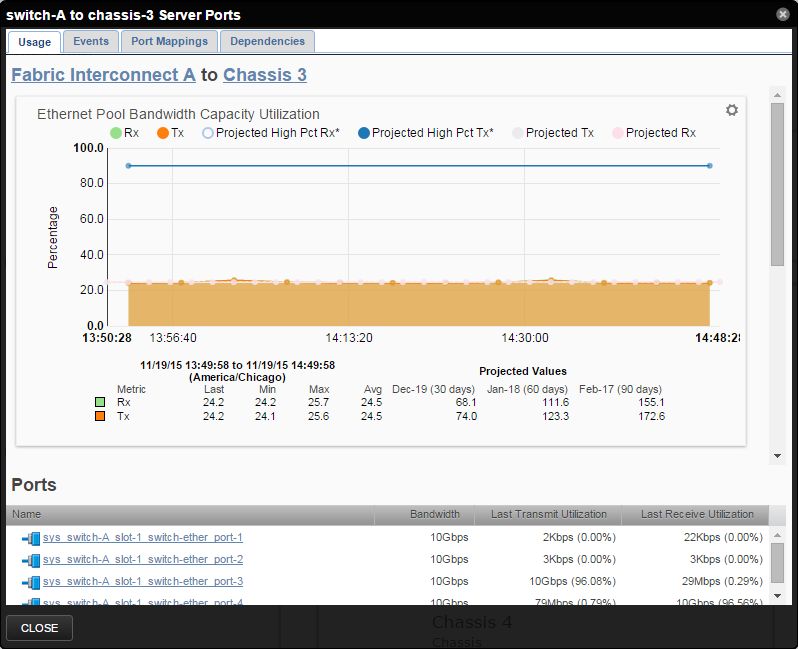 switch-A to chassis-3 Server Ports
Usage Events Port Mappings Dependencies
Fabric Interconnect A to Chassis 3
Ethernet Pool Bandwidth Capacity Utilization
Rx Tx Projected High Pct Rx* Projected High Pct Tx* Projected Tx Projected Rx
100.0
80.0
60.0
40.0
20.0
0.0
Percentage
13:50:28 13:56:40 14:13:20 14:30:00 14:48:28
11/19/15 13:49:58 to 11/19/15 14:49:58
(America/Chicago) Projected Values
Metric Last Min Max Avg Dec-19 (30 days) Jan-18 (60 days) Feb-17 (90 days)
Rx 24.2 24.2 25.7 24.5 68.1 111.6 155.1
Tx 24.2 24.1 25.6 24.5 74.0 123.3 172.6
Ports
Name Bandwidth Last Transmit Utilization Last Receive Utilization
sys_switch-A_slot-1_switch-ether_port-1 10Gbps 2Kbps (0.00%) 22Kbps (0.00%)
sys_switch-A_slot-1_switch-ether_port-2 10Gbps 3Kbps (0.00%) 3Kbps (0.00%)
sys_switch-A_slot-1_switch-ether_port-3 10Gbps 10Gbps (96.08%) 29Mbps (0.29%)
sys_switch-A_slot-1_switch-ether_port-4 10Gbps 79Mbps (0.79%) 10Gbps (96.56%)
CLOSE
Chassis 4
Chassis